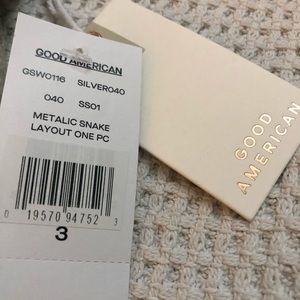 GOOD AMERICAN
GSW0116 SILVER040
040 SS01
METALIC SNAKE
LAYOUT ONE PC
0 19570 94752 3
3
GOOD
AMERICAN